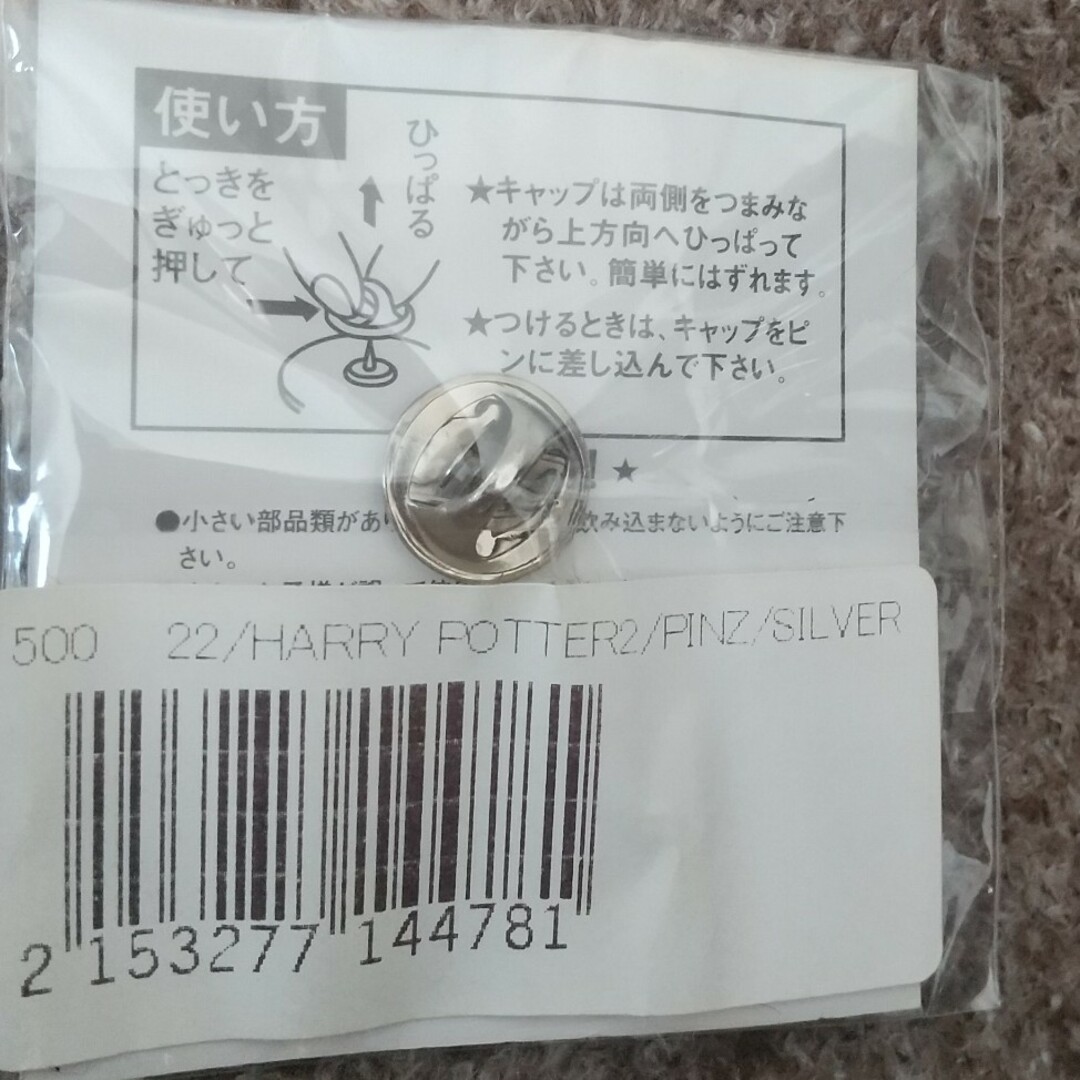 使い方
とっきを
ぎゅっと
押して
ひっぱる
★キャップは両側をつまみな
がら上方向へひっぱって
下さい。簡単にはずれます。
★つけるときは、キャップをピ
ンに差し込んで下さい。
! ★
●小さい部品類があ 飲み込まないようにご注意下
さい。
500 22/HARRY POTTER2/PINZ/SILVER
2 153277 144781